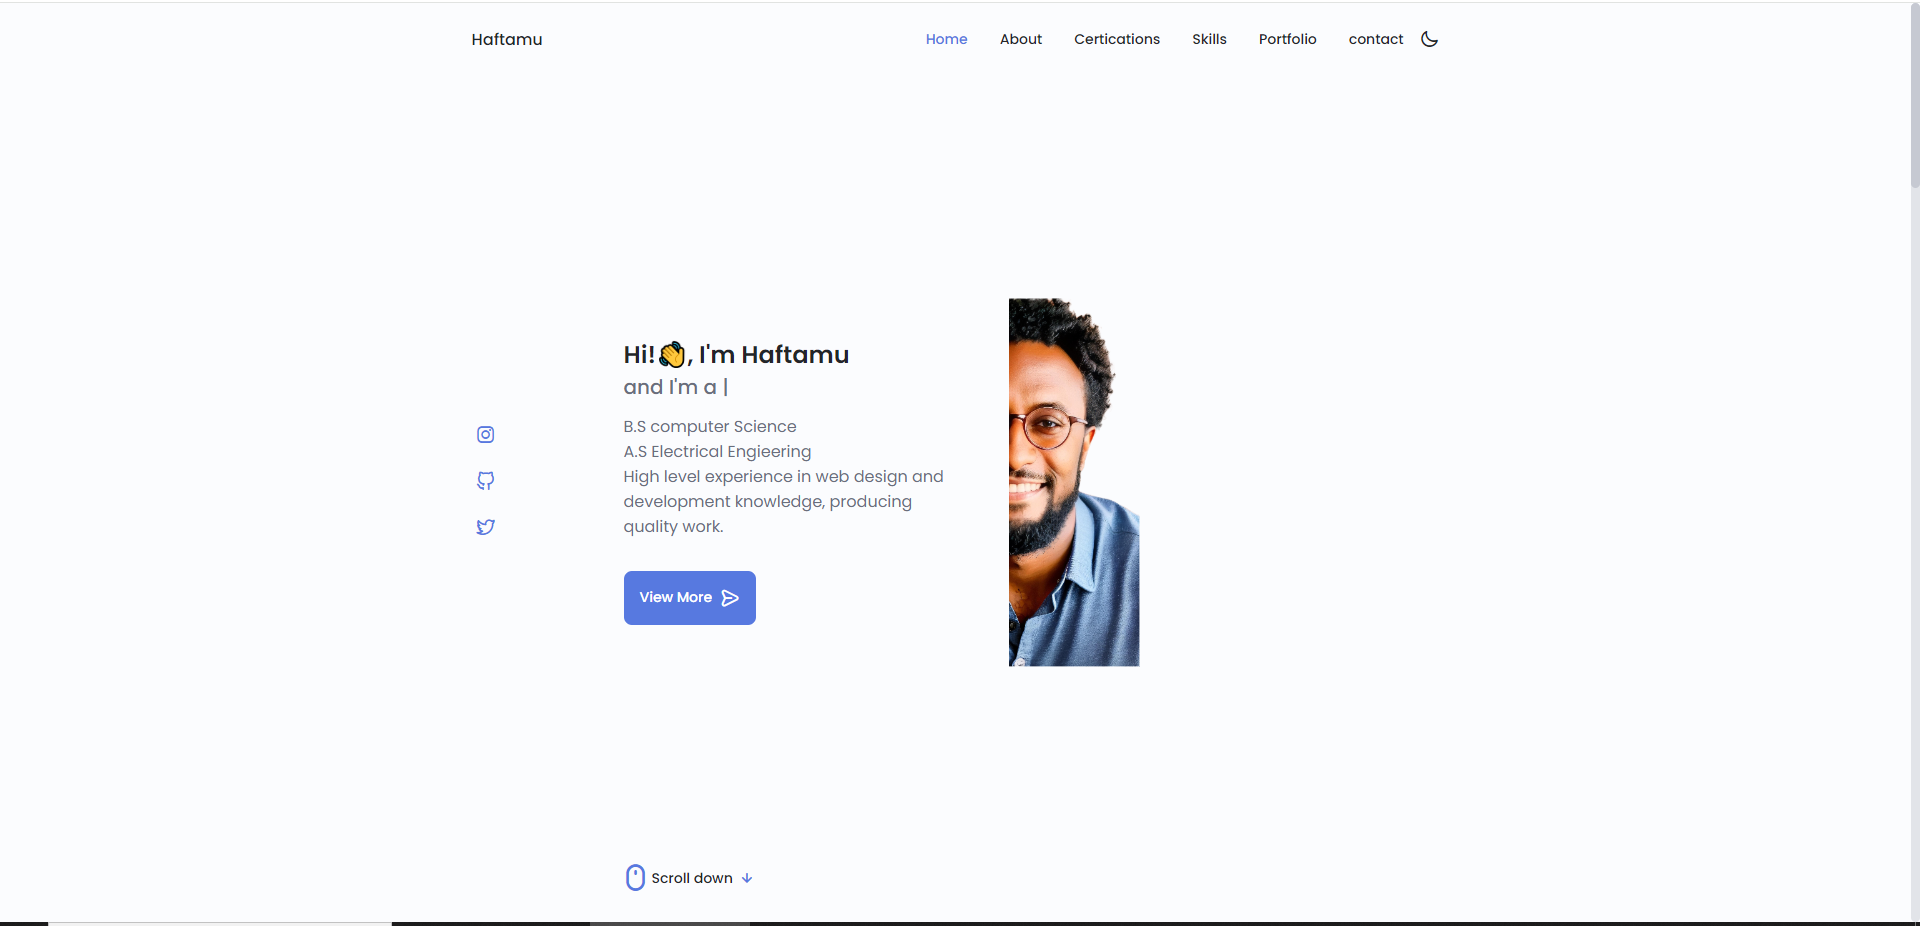 Haftamu
Home About Certications Skills Portfolio contact
Hi!👋, I'm Haftamu
and I'm a |
B.S computer Science
A.S Electrical Engieering
High level experience in web design and
development knowledge, producing
quality work.
View More
Scroll down